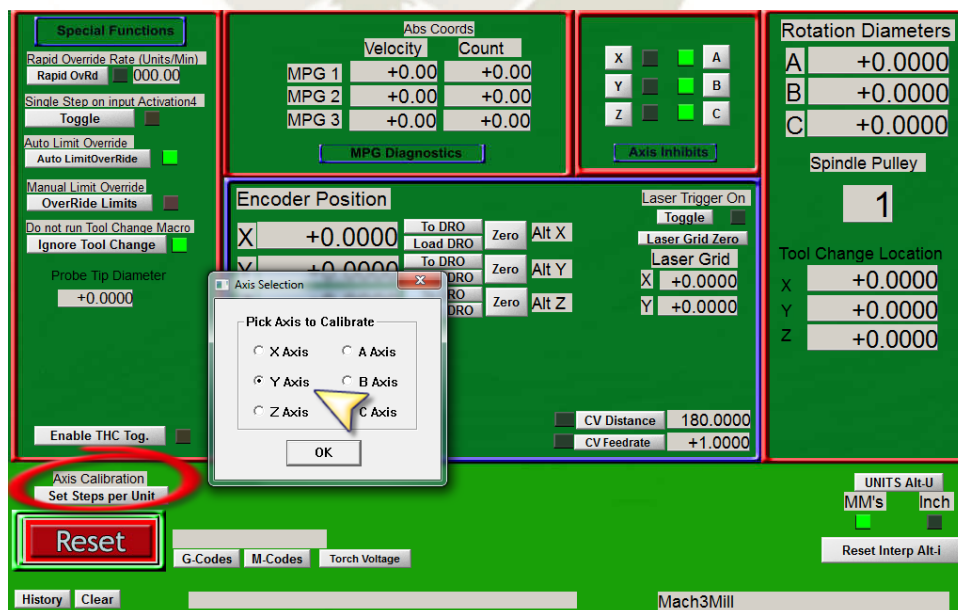 Special Functions
Rapid Override Rate (Units/Min)
Rapid OvRd 000.00
Single Step on input Activation4
Toggle
Auto Limit Override
Auto LimitOverRide
Manual Limit Override
OverRide Limits
Do not run Tool Change Macro
Ignore Tool Change
Probe Tip Diameter
+0.0000
Enable THC Tog.
Abs Coords
Velocity Count
MPG 1 +0.00 +0.00
MPG 2 +0.00 +0.00
MPG 3 +0.00 +0.00
MPG Diagnostics
X A
Y B
Z C
Axis Inhibits
Rotation Diameters
A +0.0000
B +0.0000
C +0.0000
Spindle Pulley
1
Tool Change Location
X +0.0000
Y +0.0000
Z +0.0000
Encoder Position
X +0.0000 To DRO Load DRO Zero Alt X
Y +0.0000 To DRO DRO Zero Alt Y
DRO Zero Alt Z
Laser Trigger On
Toggle
Laser Grid Zero
Laser Grid
X +0.0000
Y +0.0000
CV Distance 180.0000
CV Feedrate +1.0000
Axis Selection
Pick Axis to Calibrate
X Axis A Axis
Y Axis B Axis
Z Axis C Axis
OK
Axis Calibration
Set Steps per Unit
Reset
G-Codes M-Codes Torch Voltage
UNITS Alt-U
MM's Inch
Reset Interp Alt-i
History Clear
Mach3Mill